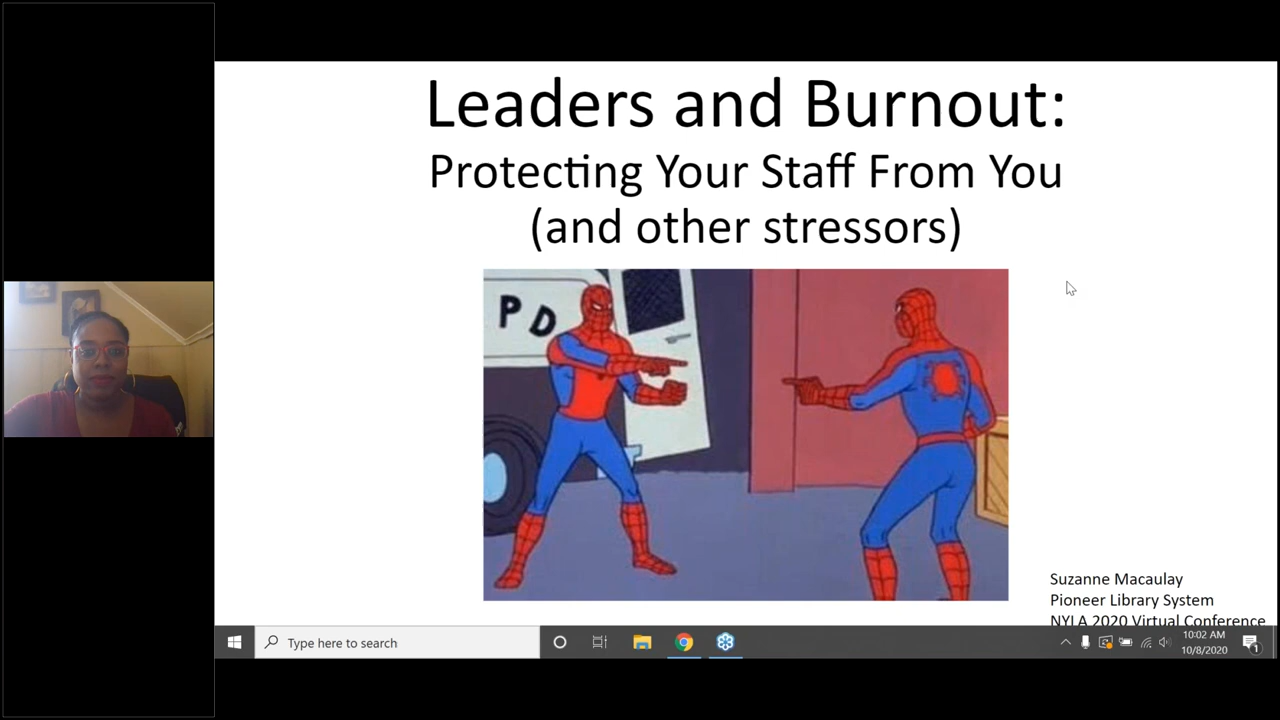 Leaders and Burnout:
Protecting Your Staff From You
(and other stressors)
PD
Suzanne Macaulay
Pioneer Library System
NYLA 2020 Virtual Conference
Type here to search
10:02 AM
10/8/2020
1